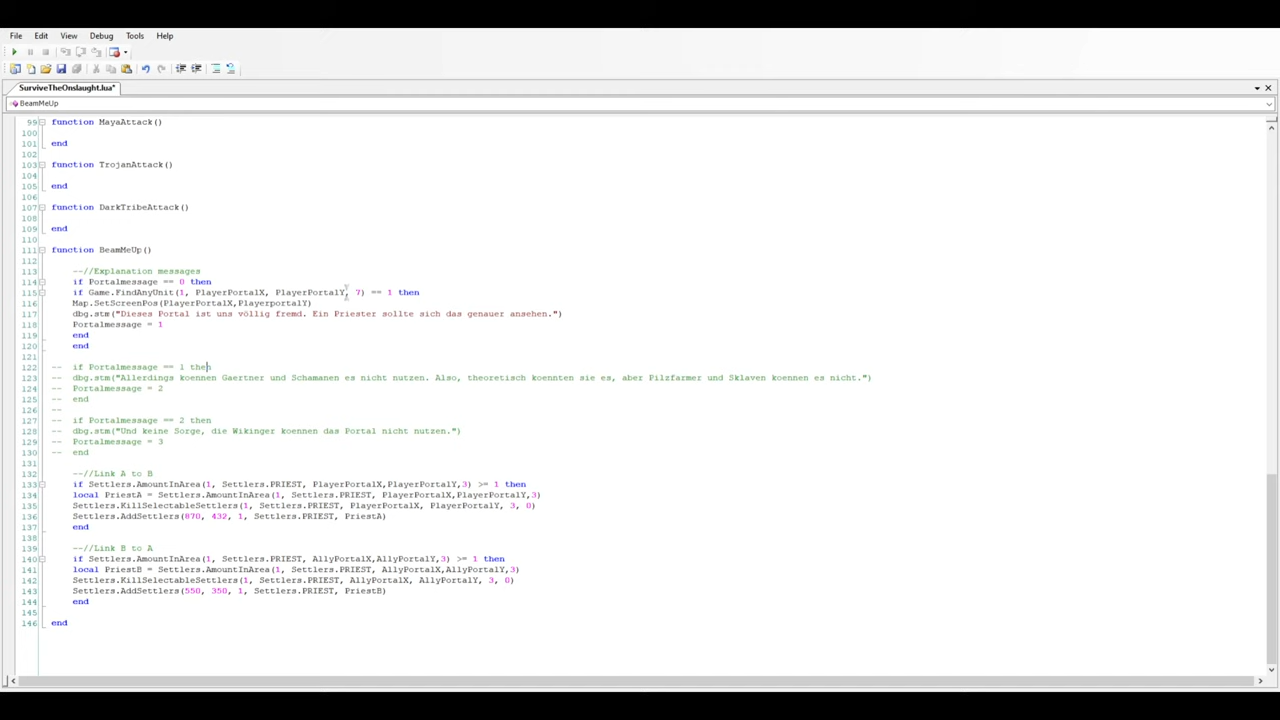 File Edit View Debug Tools Help
SurviveTheOnslaught.lua*
BeamMeUp
99 function MayaAttack()
100
101 end
102
103 function TrojanAttack()
104
105 end
106
107 function DarkTribeAttack()
108
109 end
110
111 function BeamMeUp()
112
113 --//Explanation messages
114 if Portalmessage == 0 then
115 if Game.FindAnyUnit(1, PlayerPortalX, PlayerPortalY, 7) == 1 then
116 Map.SetScreenPos(PlayerPortalX,PlayerportalY)
117 dbg.stm("Dieses Portal ist uns völlig fremd. Ein Priester sollte sich das genauer ansehen.")
118 Portalmessage = 1
119 end
120 end
121
122 -- if Portalmessage == 1 then
123 -- dbg.stm("Allerdings koennen Gaertner und Schamanen es nicht nutzen. Also, theoretisch koennten sie es, aber Pilzfarmer und Sklaven koennen es nicht.")
124 -- Portalmessage = 2
125 -- end
126 --
127 -- if Portalmessage == 2 then
128 -- dbg.stm("Und keine Sorge, die Wikinger koennen das Portal nicht nutzen.")
129 -- Portalmessage = 3
130 -- end
131
132 --//Link A to B
133 if Settlers.AmountInArea(1, Settlers.PRIEST, PlayerPortalX,PlayerPortalY,3) >= 1 then
134 local PriestA = Settlers.AmountInArea(1, Settlers.PRIEST, PlayerPortalX,PlayerPortalY,3)
135 Settlers.KillSelectableSettlers(1, Settlers.PRIEST, PlayerPortalX, PlayerPortalY, 3, 0)
136 Settlers.AddSettlers(870, 432, 1, Settlers.PRIEST, PriestA)
137 end
138
139 --//Link B to A
140 if Settlers.AmountInArea(1, Settlers.PRIEST, AllyPortalX,AllyPortalY,3) >= 1 then
141 local PriestB = Settlers.AmountInArea(1, Settlers.PRIEST, AllyPortalX,AllyPortalY,3)
142 Settlers.KillSelectableSettlers(1, Settlers.PRIEST, AllyPortalX, AllyPortalY, 3, 0)
143 Settlers.AddSettlers(550, 350, 1, Settlers.PRIEST, PriestB)
144 end
145
146 end